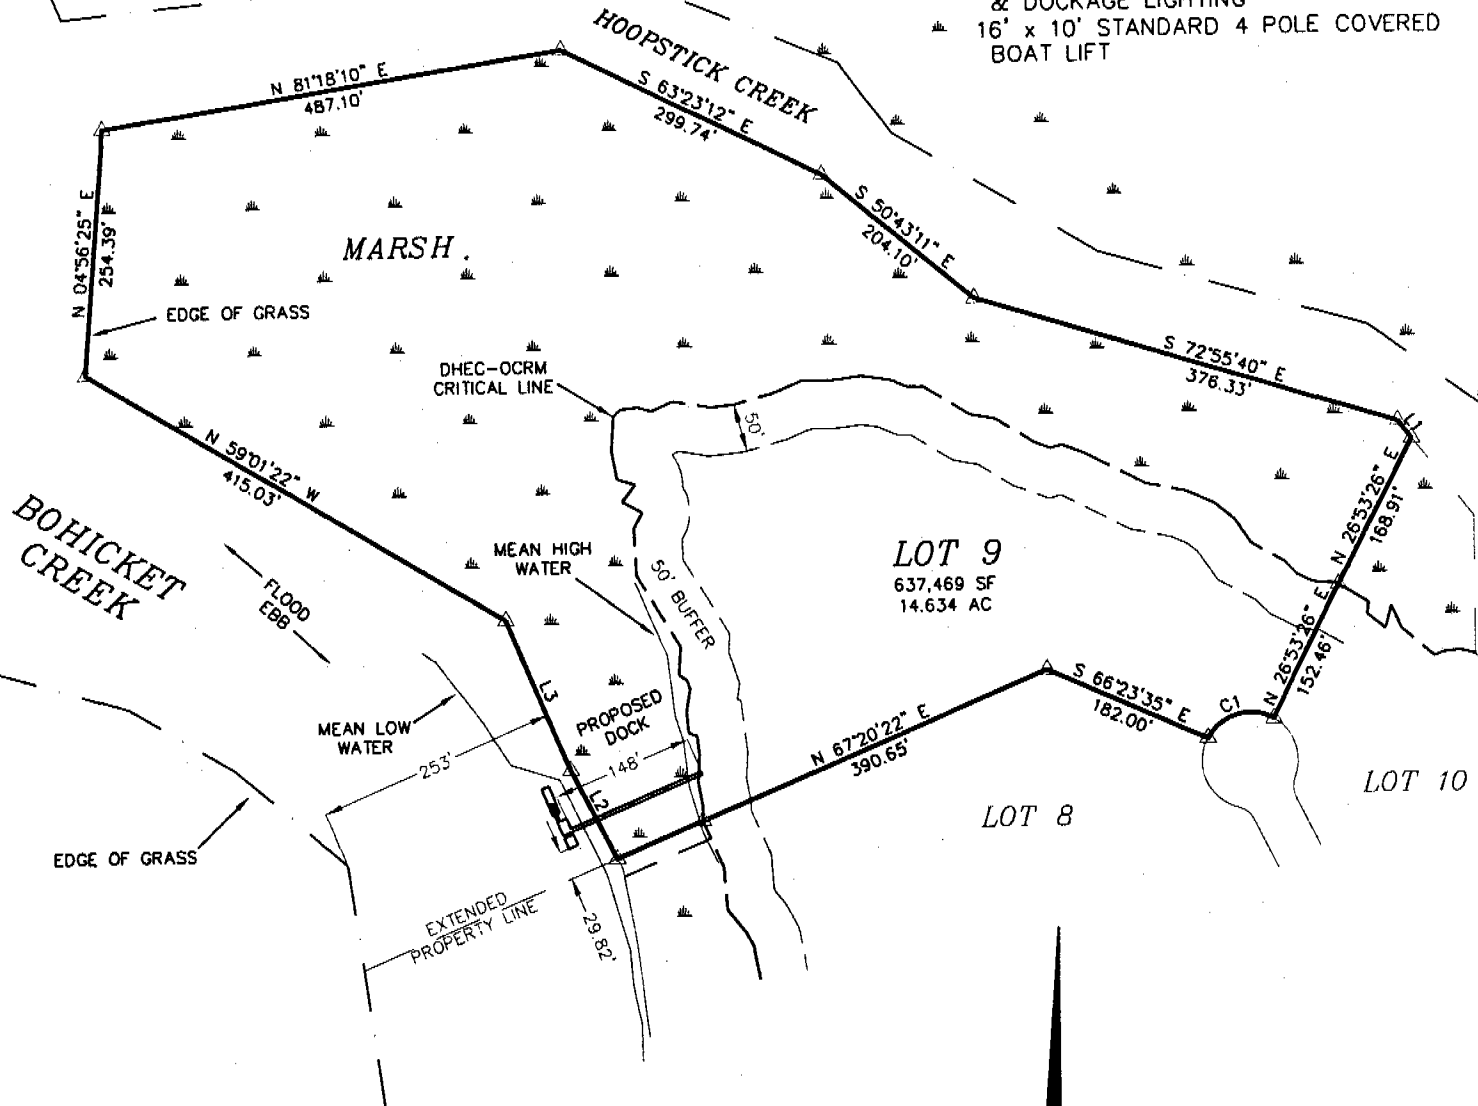 & DOCKAGE LIGHTING
16' x 10' STANDARD 4 POLE COVERED
BOAT LIFT
HOOPSTICK CREEK
N 81°18'10" E
487.10'
S 63°23'12" E
299.74'
S 50°43'11" E
204.10'
N 04°56'25" E
254.39'
MARSH.
EDGE OF GRASS
DHEC-OCRM
CRITICAL LINE
50'
S 72°55'40" E
376.33'
L1
N 59°01'22" W
415.03'
N 26°53'26" E
168.91'
BOHICKET
CREEK
FLOOD
EBB
MEAN HIGH
WATER
50' BUFFER
LOT 9
637,469 SF
14.634 AC
N 26°53'26" E
152.46'
L3
PROPOSED
DOCK
MEAN LOW
WATER
253'
148'
L2
N 67°20'22" E
390.65'
S 66°23'35" E
182.00'
C1
LOT 10
LOT 8
EDGE OF GRASS
EXTENDED
PROPERTY LINE
29.82'